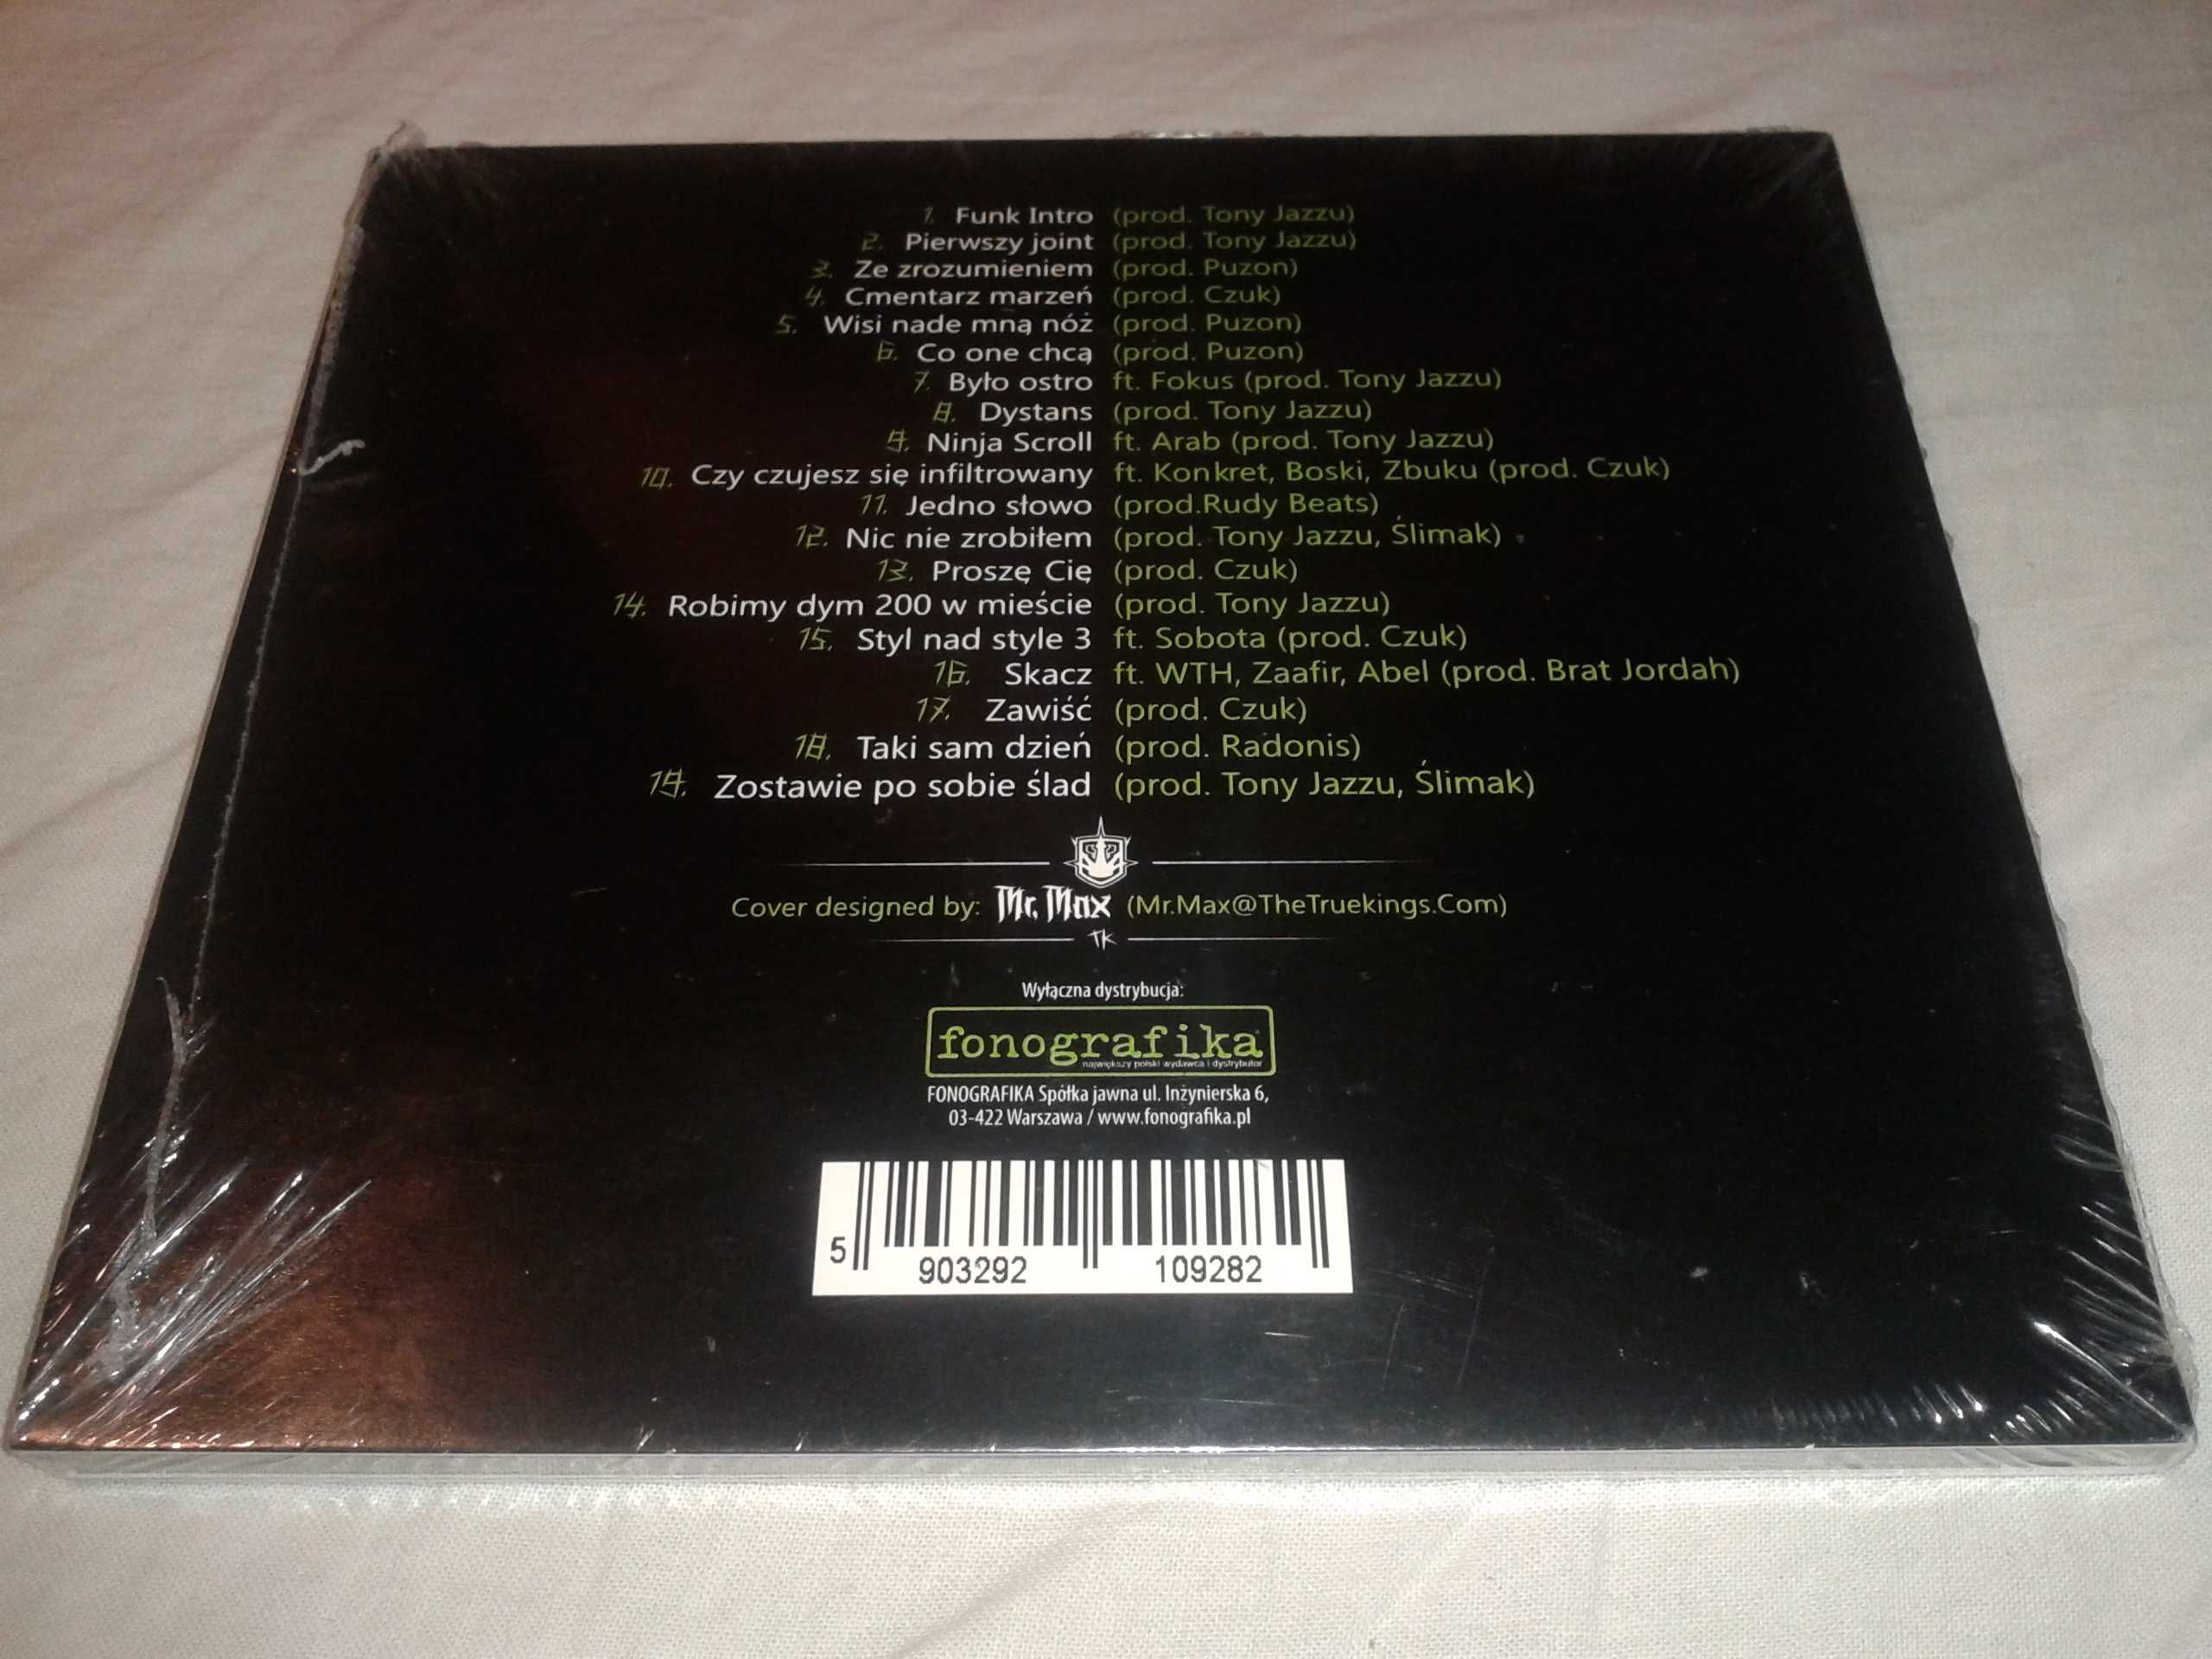 1. Funk Intro (prod. Tony Jazzu)
2. Pierwszy joint (prod. Tony Jazzu)
3. Ze zrozumieniem (prod. Puzon)
4. Cmentarz marzeń (prod. Czuk)
5. Wisi nade mną nóż (prod. Puzon)
6. Co one chcą (prod. Puzon)
7. Było ostro ft. Fokus (prod. Tony Jazzu)
8. Dystans (prod. Tony Jazzu)
9. Ninja Scroll ft. Arab (prod. Tony Jazzu)
10. Czy czujesz się infiltrowany ft. Konkret, Boski, Zbuku (prod. Czuk)
11. Jedno słowo (prod.Rudy Beats)
12. Nic nie zrobiłem (prod. Tony Jazzu, Ślimak)
13. Proszę Cię (prod. Czuk)
14. Robimy dym 200 w mieście (prod. Tony Jazzu)
15. Styl nad style 3 ft. Sobota (prod. Czuk)
16. Skacz ft. WTH, Zaafir, Abel (prod. Brat Jordah)
17. Zawiść (prod. Czuk)
18. Taki sam dzień (prod. Radonis)
19. Zostawie po sobie ślad (prod. Tony Jazzu, Ślimak)
Cover designed by: Mr. Max (Mr.Max@TheTruekings.Com)
TK
Wyłączna dystrybucja:
fonografika
największy polski wydawca i dystrybutor
FONOGRAFIKA Spółka jawna ul. Inżynierska 6,
03-422 Warszawa / www.fonografika.pl
5 903292 109282